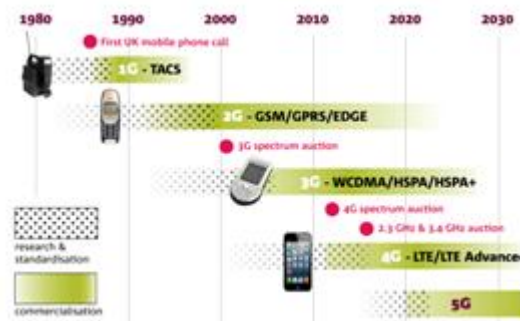 1980 1990 2000 2010 2020 2030
First UK mobile phone call
1G - TACS
2G - GSM/GPRS/EDGE
3G spectrum auction
3G - WCDMA/HSPA/HSPA+
4G spectrum auction
2.3 GHz & 3.4 GHz auction
research &
standardisation
4G - LTE/LTE Advanced
commercialisation
5G